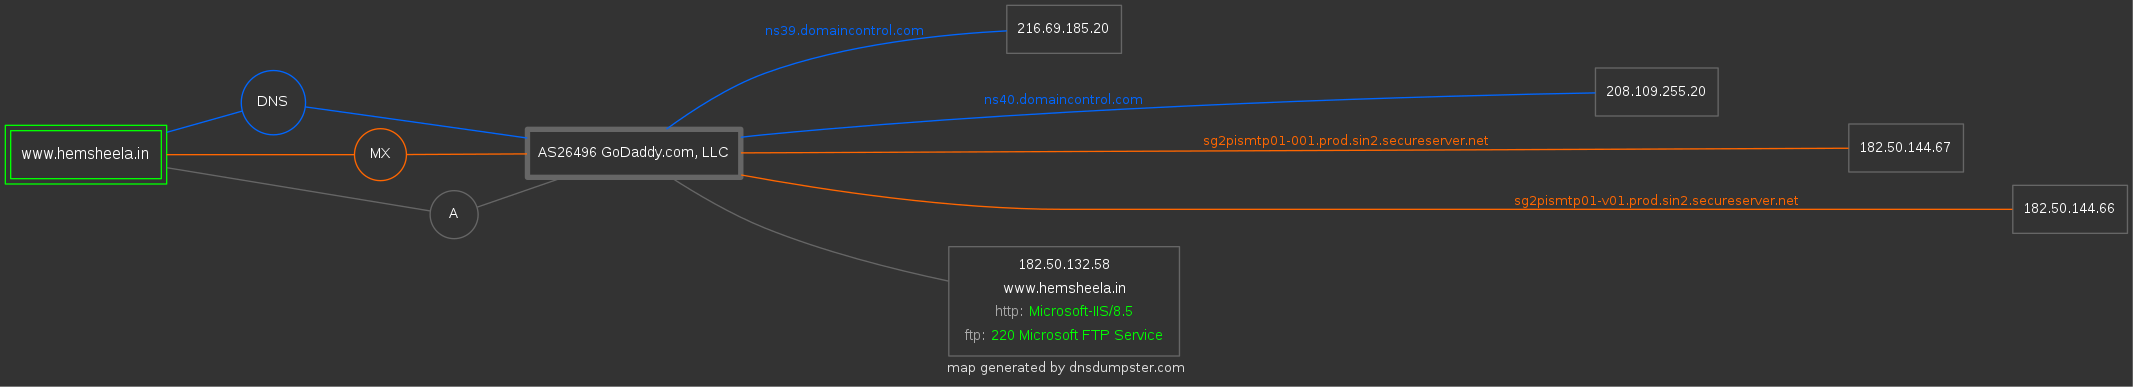 www.hemsheela.in
DNS
MX
A
AS26496 GoDaddy.com, LLC
ns39.domaincontrol.com
216.69.185.20
ns40.domaincontrol.com
208.109.255.20
sg2pismtp01-001.prod.sin2.secureserver.net
182.50.144.67
sg2pismtp01-v01.prod.sin2.secureserver.net
182.50.144.66
182.50.132.58
www.hemsheela.in
http: Microsoft-IIS/8.5
ftp: 220 Microsoft FTP Service
map generated by dnsdumpster.com